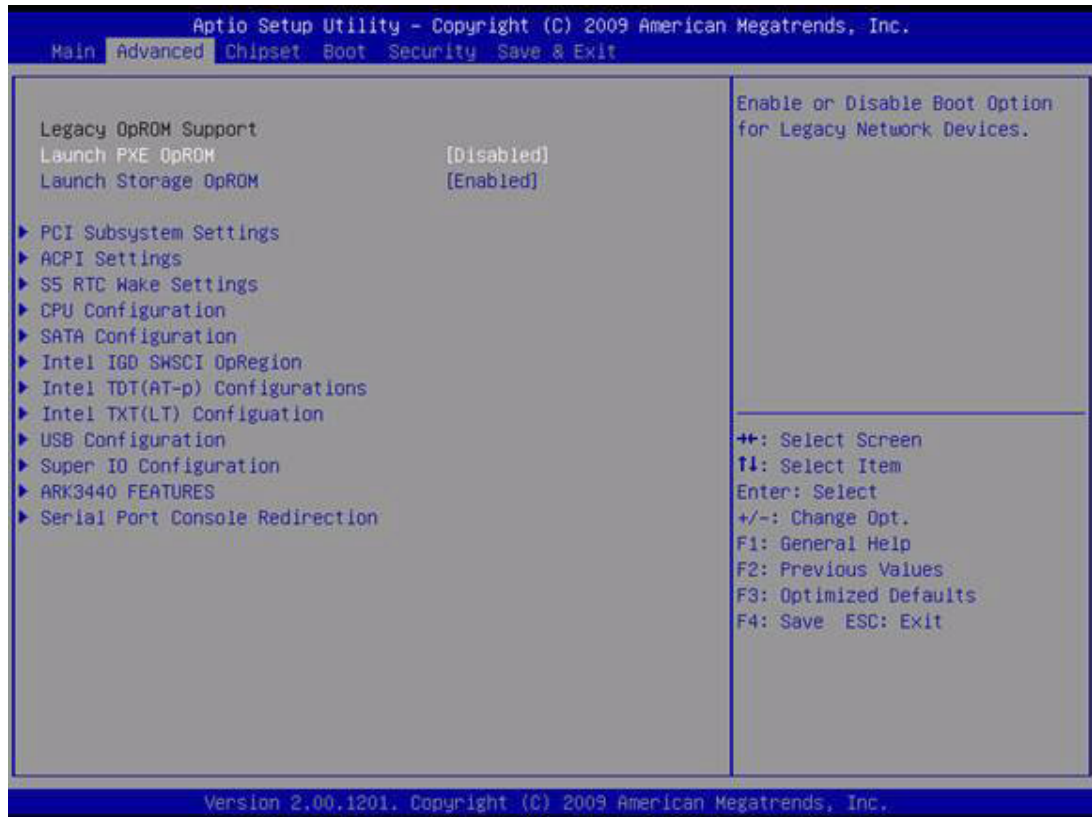 Aptio Setup Utility – Copyright (C) 2009 American Megatrends, Inc.
Main Advanced Chipset Boot Security Save & Exit
Legacy OpROM Support
Launch PXE OpROM [Disabled]
Launch Storage OpROM [Enabled]
▶ PCI Subsystem Settings
▶ ACPI Settings
▶ S5 RTC Wake Settings
▶ CPU Configuration
▶ SATA Configuration
▶ Intel IGD SWSCI OpRegion
▶ Intel TDT(AT-p) Configurations
▶ Intel TXT(LT) Configuation
▶ USB Configuration
▶ Super IO Configuration
▶ ARK3440 FEATURES
▶ Serial Port Console Redirection
Enable or Disable Boot Option
for Legacy Network Devices.
→←: Select Screen
↑↓: Select Item
Enter: Select
+/-: Change Opt.
F1: General Help
F2: Previous Values
F3: Optimized Defaults
F4: Save ESC: Exit
Version 2.00.1201. Copyright (C) 2009 American Megatrends, Inc.